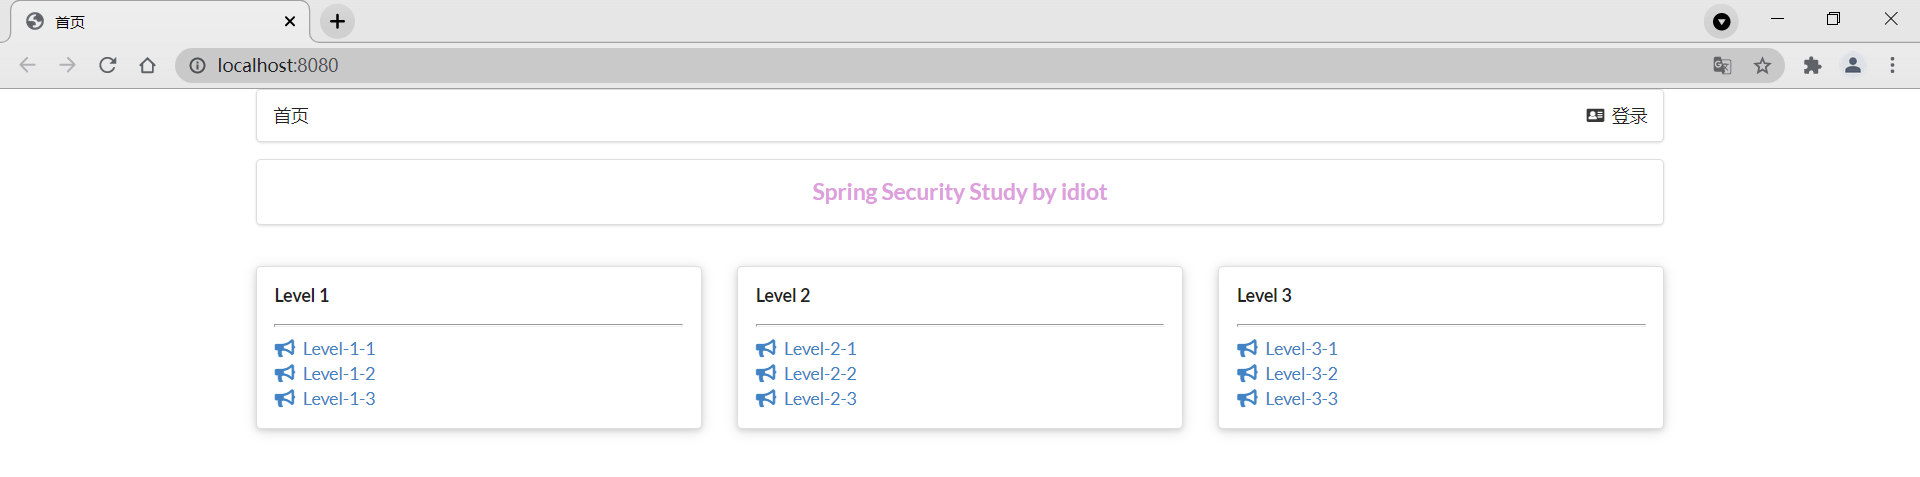 首页
localhost:8080
首页
登录
Spring Security Study by idiot
Level 1
Level-1-1
Level-1-2
Level-1-3
Level 2
Level-2-1
Level-2-2
Level-2-3
Level 3
Level-3-1
Level-3-2
Level-3-3